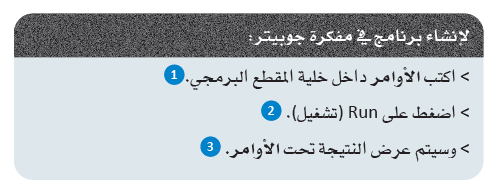 لإنشاء برنامج في مفكرة جوبيتر:
> اكتب الأوامر داخل خلية المقطع البرمجي. 1
> اضغط على Run (تشغيل). 2
> وسيتم عرض النتيجة تحت الأوامر. 3